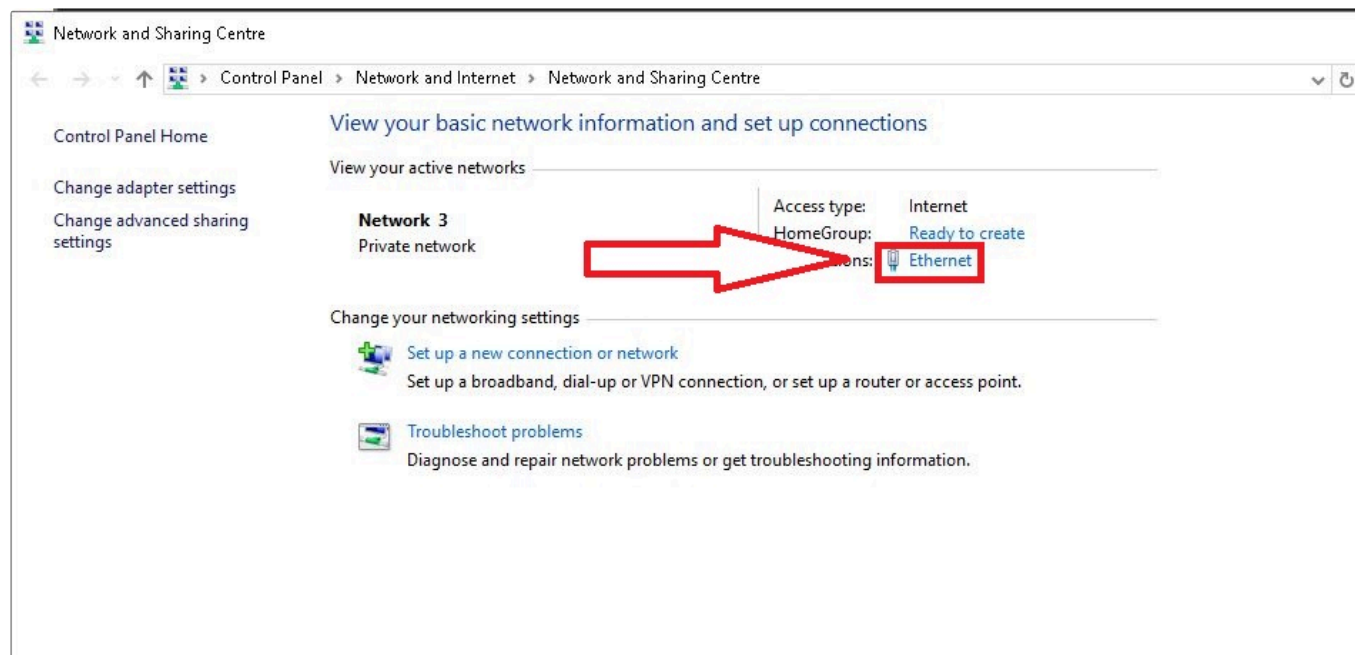 Network and Sharing Centre
Control Panel > Network and Internet > Network and Sharing Centre
Control Panel Home
Change adapter settings
Change advanced sharing
settings
View your basic network information and set up connections
View your active networks
Network 3
Private network
Access type: Internet
HomeGroup: Ready to create
ons: Ethernet
Change your networking settings
Set up a new connection or network
Set up a broadband, dial-up or VPN connection, or set up a router or access point.
Troubleshoot problems
Diagnose and repair network problems or get troubleshooting information.